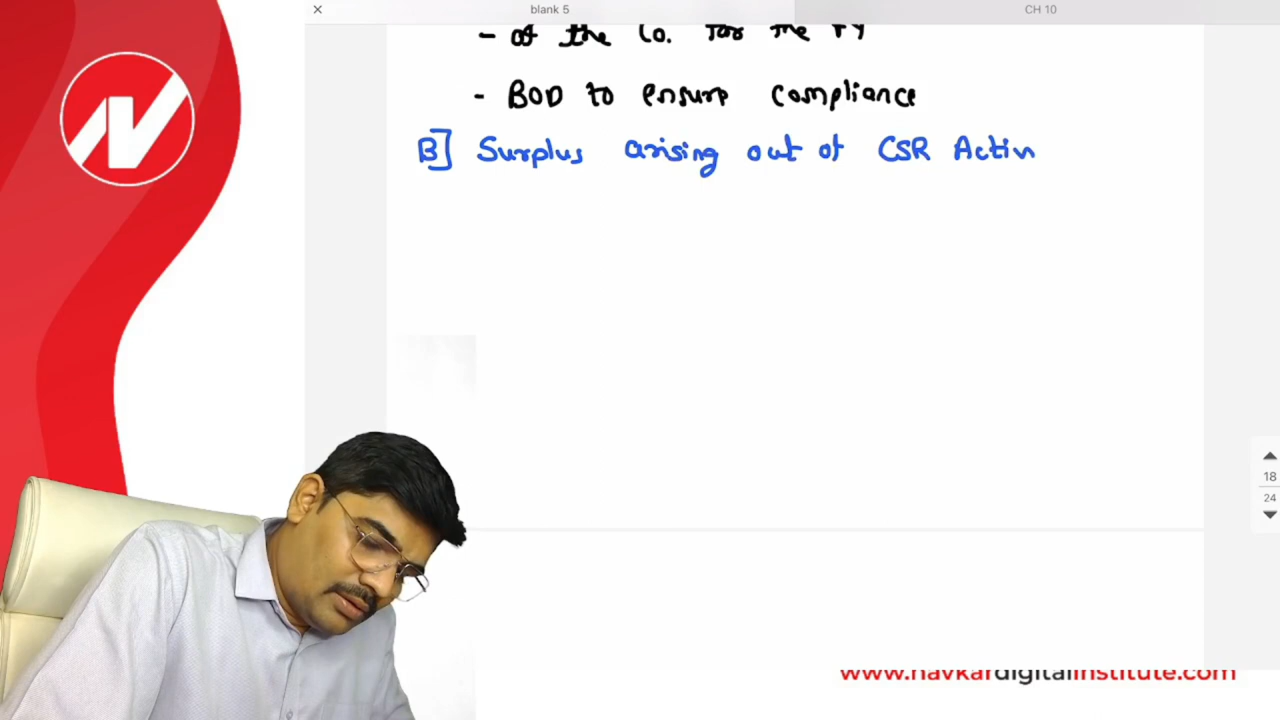 × blank 5 CH 10
- of the Co. for the FY
- BOD to ensure compliance
B] Surplus arising out of CSR Activ
18
24
www.navkardigitalinstitute.com